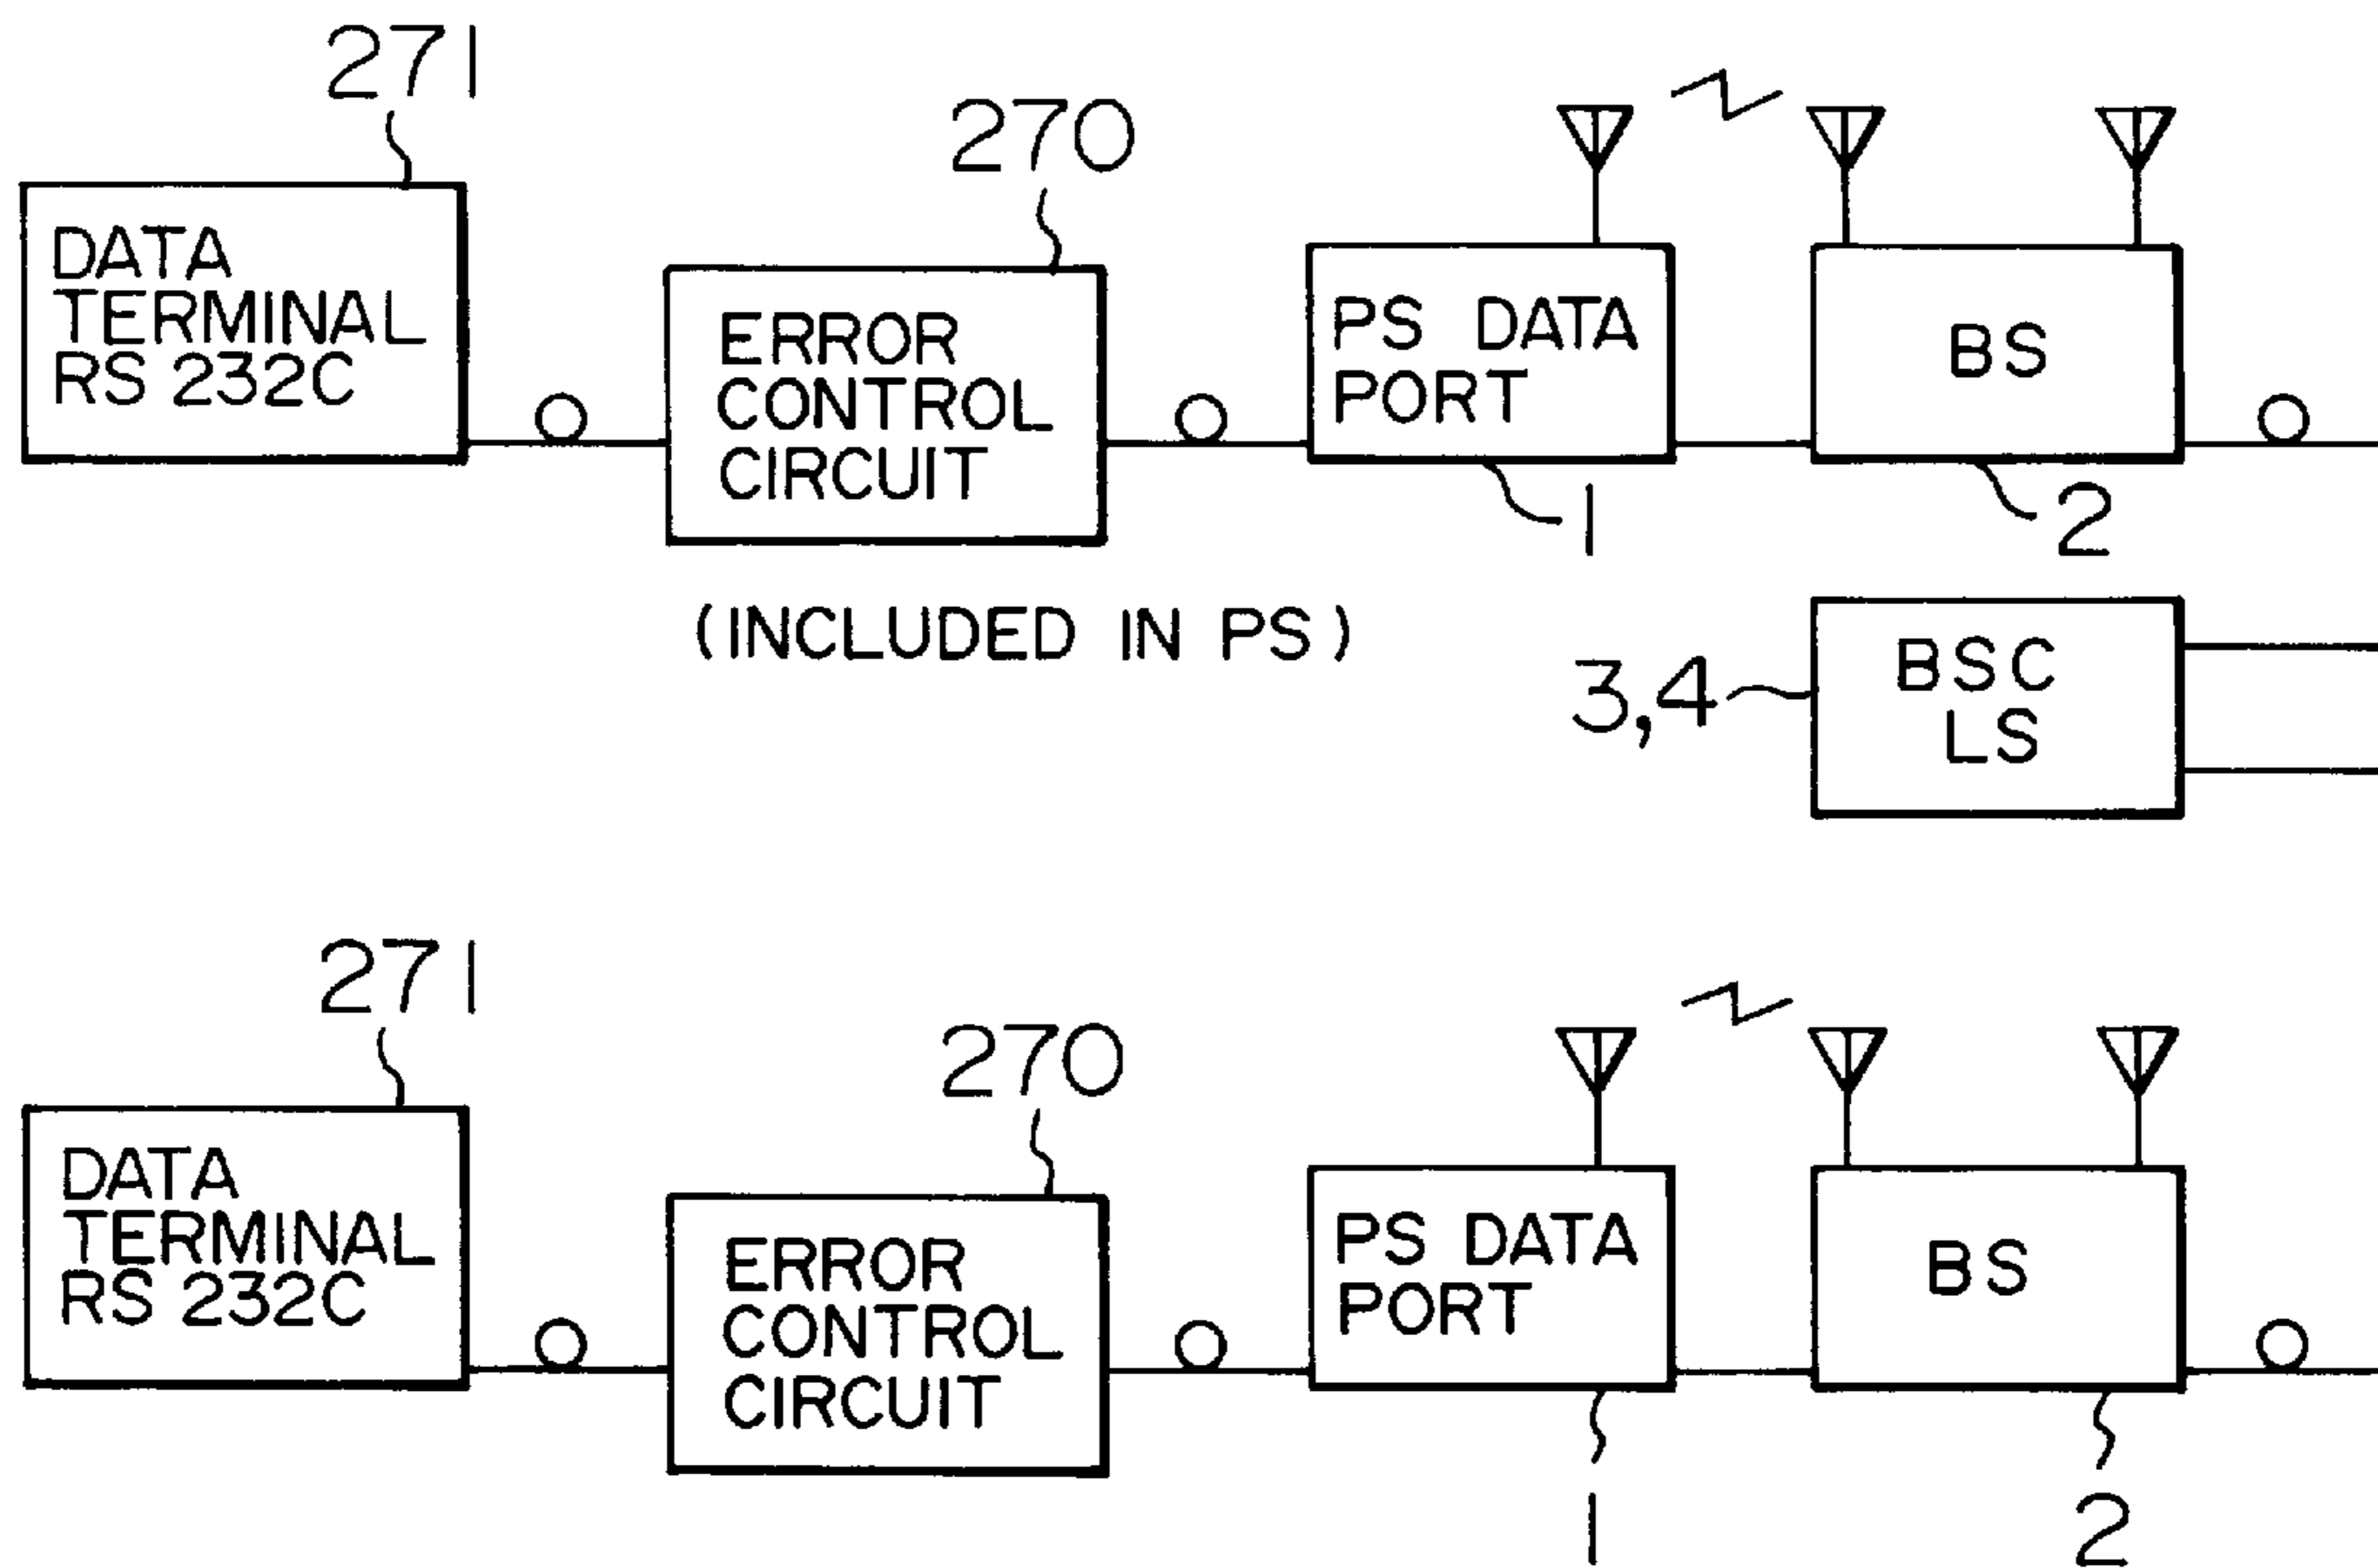 271
270
DATA
TERMINAL
RS 232C
ERROR
CONTROL
CIRCUIT
PS DATA
PORT
BS
1
2
(INCLUDED IN PS)
3,4
BSC
LS
271
270
DATA
TERMINAL
RS 232C
ERROR
CONTROL
CIRCUIT
PS DATA
PORT
BS
1
2